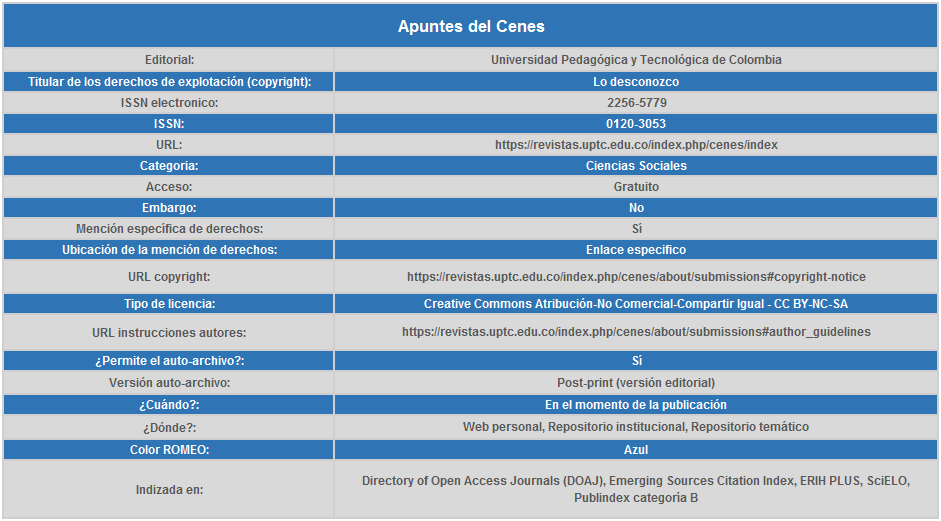 Apuntes del Cenes
Editorial: Universidad Pedagógica y Tecnológica de Colombia
Titular de los derechos de explotación (copyright): Lo desconozco
ISSN electronico: 2256-5779
ISSN: 0120-3053
URL: https://revistas.uptc.edu.co/index.php/cenes/index
Categoria: Ciencias Sociales
Acceso: Gratuito
Embargo: No
Mención específica de derechos: Sí
Ubicación de la mención de derechos: Enlace especifico
URL copyright: https://revistas.uptc.edu.co/index.php/cenes/about/submissions#copyright-notice
Tipo de licencia: Creative Commons Atribución-No Comercial-Compartir Igual - CC BY-NC-SA
URL instrucciones autores: https://revistas.uptc.edu.co/index.php/cenes/about/submissions#author_guidelines
¿Permite el auto-archivo?: Sí
Versión auto-archivo: Post-print (versión editorial)
¿Cuándo?: En el momento de la publicación
¿Dónde?: Web personal, Repositorio institucional, Repositorio temático
Color ROMEO: Azul
Indizada en: Directory of Open Access Journals (DOAJ), Emerging Sources Citation Index, ERIH PLUS, SciELO,
Publindex categoria B